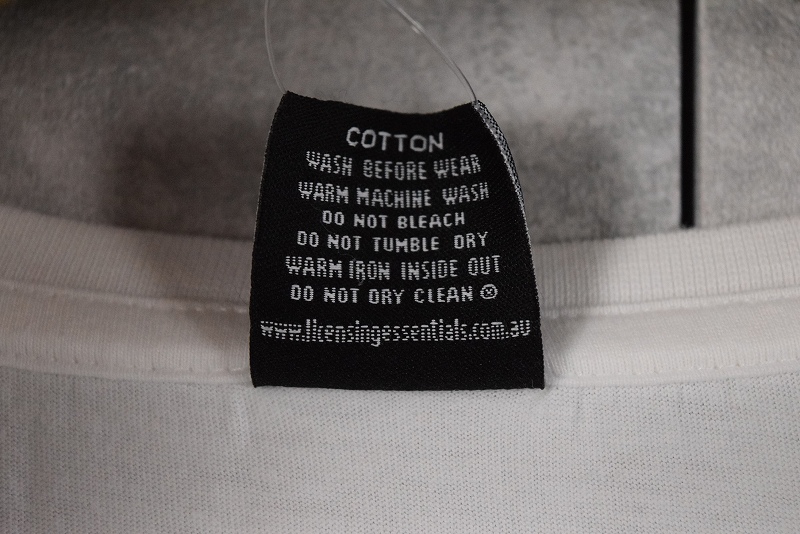 COTTON
WASH BEFORE WEAR
WARM MACHINE WASH
DO NOT BLEACH
DO NOT TUMBLE DRY
WARM IRON INSIDE OUT
DO NOT DRY CLEAN ⓧ
www.licensingessentials.com.au